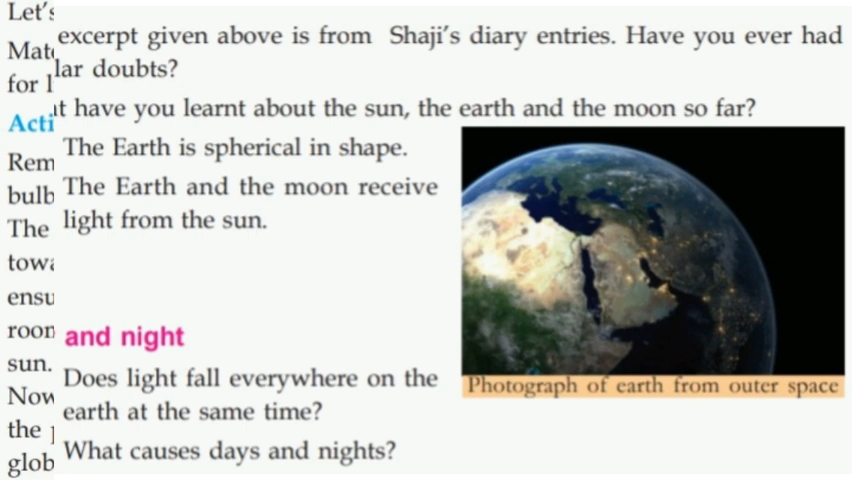 Let's
excerpt given above is from Shaji's diary entries. Have you ever had
lar doubts?
for
t have you learnt about the sun, the earth and the moon so far?
Acti
The Earth is spherical in shape.
Rem
The Earth and the moon receive
bulb
light from the sun.
The
towa
ensu
room
and night
sun.
Does light fall everywhere on the
earth at the same time?
Photograph of earth from outer space
Now
the
What causes days and nights?
glob